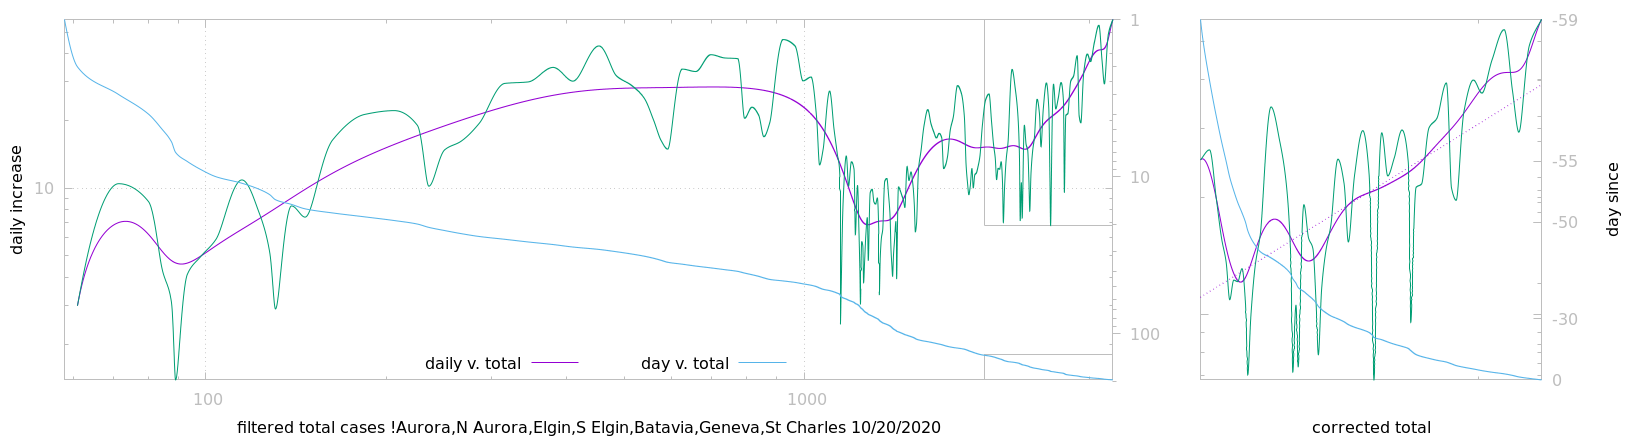 1
-59
10
10
-55
-50
100
-30
0
daily increase
day since
daily v. total
day v. total
100
1000
filtered total cases !Aurora,N Aurora,Elgin,S Elgin,Batavia,Geneva,St Charles 10/20/2020
corrected total